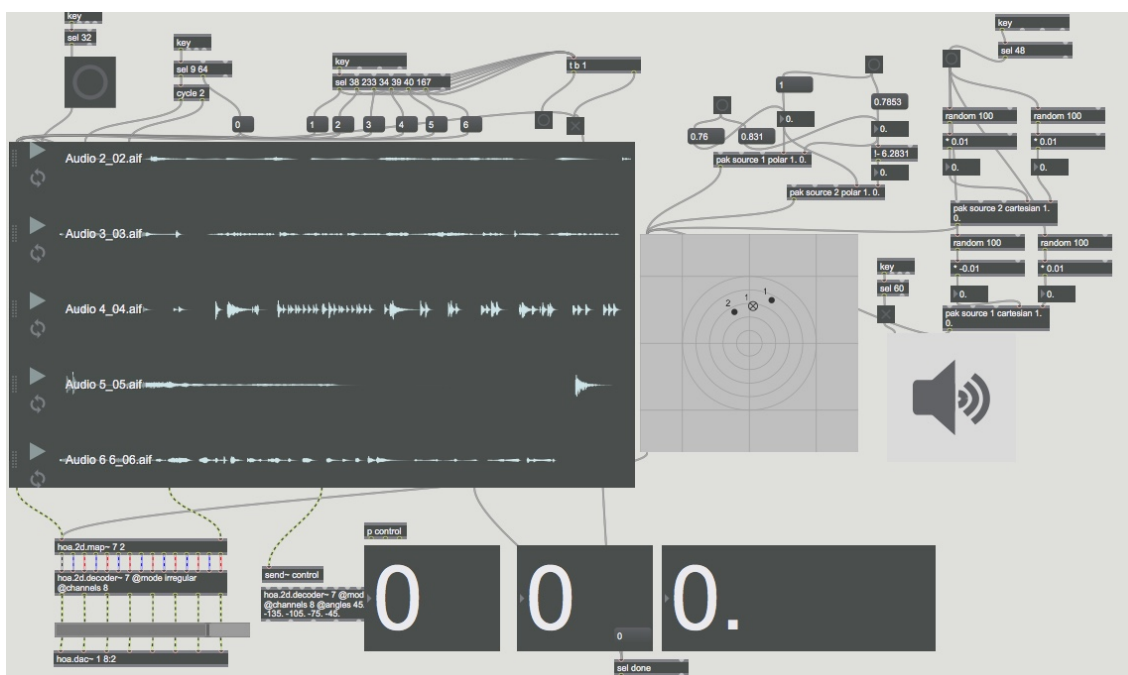 key
sel 32
key
sel 9 64
cycle 2
0
key
sel 38 233 34 39 40 167
1
2
3
4
5
6
t b 1
1
0.
0.76
0.831
pak source 1 polar 1. 0.
0.7853
0.
!- 6.2831
0.
pak source 2 polar 1. 0.
key
sel 48
random 100
random 100
* 0.01
* 0.01
0.
0.
pak source 2 cartesian 1.
0.
random 100
random 100
* -0.01
* 0.01
0.
0.
pak source 1 cartesian 1.
0.
key
sel 60
Audio 2_02.aif
Audio 3_03.aif
Audio 4_04.aif
Audio 5_05.aif
Audio 6 6_06.aif
2
1
1
hoa.2d.map~ 7 2
hoa.2d.decoder~ 7 @mode irregular
@channels 8
hoa.dac~ 1 8:2
send~ control
hoa.2d.decoder~ 7 @mod
@channels 8 @angles 45.
-135. -105. -75. -45.
p control
0
0
0.
0
sel done